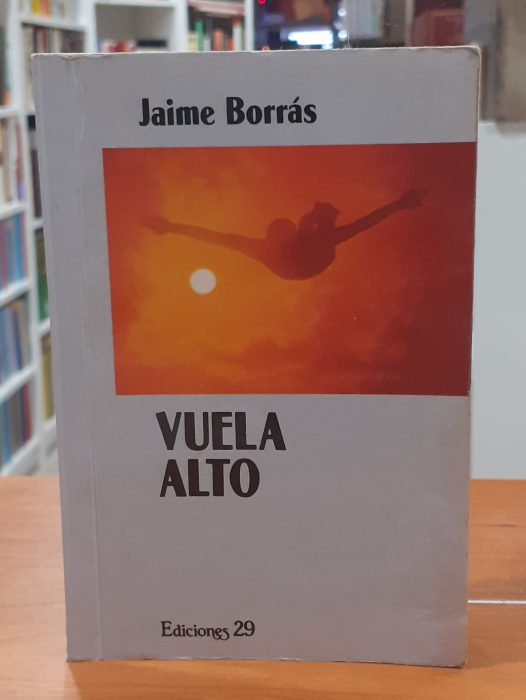 Jaime Borrás
VUELA
ALTO
Ediciones 29